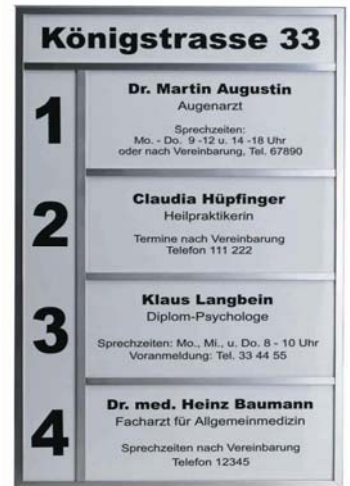 Königstrasse 33
1
Dr. Martin Augustin
Augenarzt
Sprechzeiten:
Mo. - Do. 9 -12 u. 14 -18 Uhr
oder nach Vereinbarung, Tel. 67890
2
Claudia Hüpfinger
Heilpraktikerin
Termine nach Vereinbarung
Telefon 111 222
3
Klaus Langbein
Diplom-Psychologe
Sprechzeiten: Mo., Mi., u. Do. 8 - 10 Uhr
Voranmeldung: Tel. 33 44 55
4
Dr. med. Heinz Baumann
Facharzt für Allgemeinmedizin
Sprechzeiten nach Vereinbarung
Telefon 12345